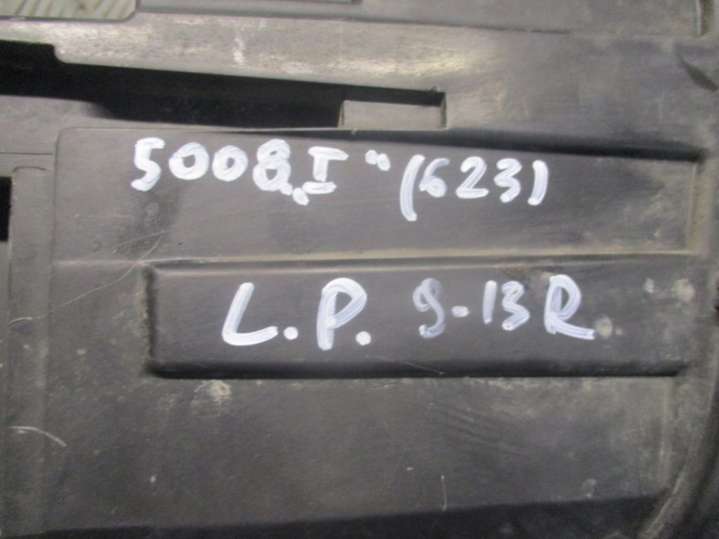 5008 „I” (623)
L.P. 9-13R